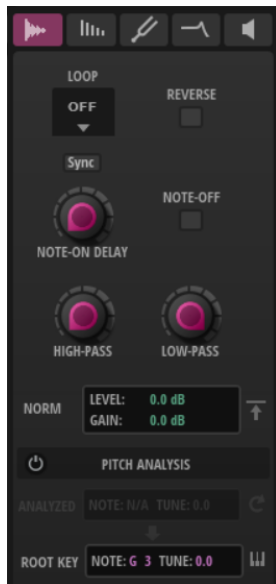 LOOP
OFF
REVERSE
Sync
NOTE-OFF
NOTE-ON DELAY
HIGH-PASS LOW-PASS
NORM LEVEL: 0.0 dB
GAIN: 0.0 dB
PITCH ANALYSIS
ANALYZED NOTE: N/A TUNE: 0.0
ROOT KEY NOTE: G 3 TUNE: 0.0